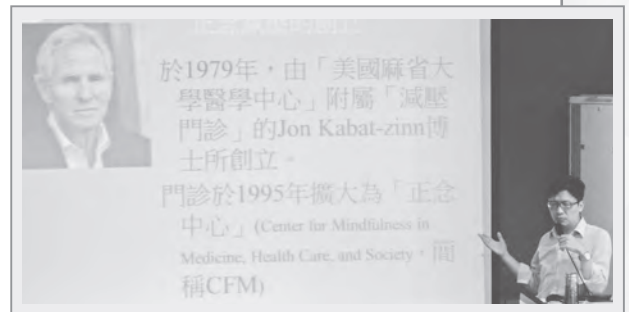 於1979年,由「美國麻省大
學醫學中心」附屬「減壓
門診」的Jon Kabat-zinn博
士所創立。
門診於1995年擴大為「正念
中心」(Center for Mindfulness in
Medicine, Health Care, and Society,簡
稱CFM)